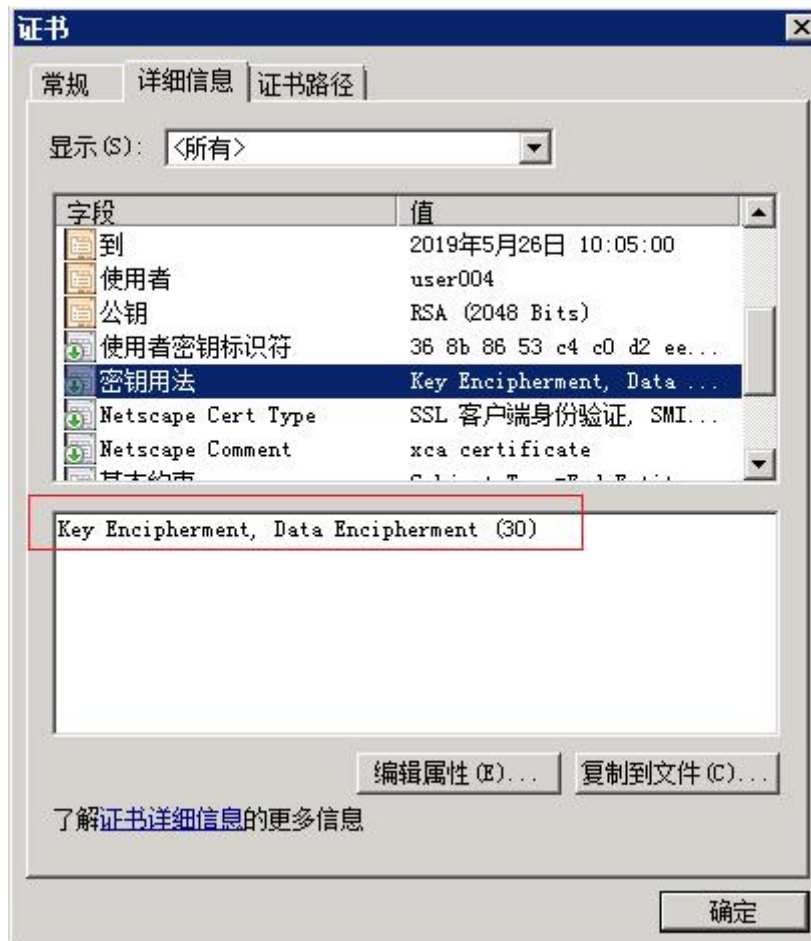 证书
常规 详细信息 证书路径
显示(S): <所有>
字段 值
到 2019年5月26日 10:05:00
使用者 user004
公钥 RSA (2048 Bits)
使用者密钥标识符 36 8b 86 53 c4 c0 d2 ee...
密钥用法 Key Encipherment, Data ...
Netscape Cert Type SSL 客户端身份验证, SMI...
Netscape Comment xca certificate
基本约束
Key Encipherment, Data Encipherment (30)
编辑属性(E)... 复制到文件(C)...
了解证书详细信息的更多信息
确定